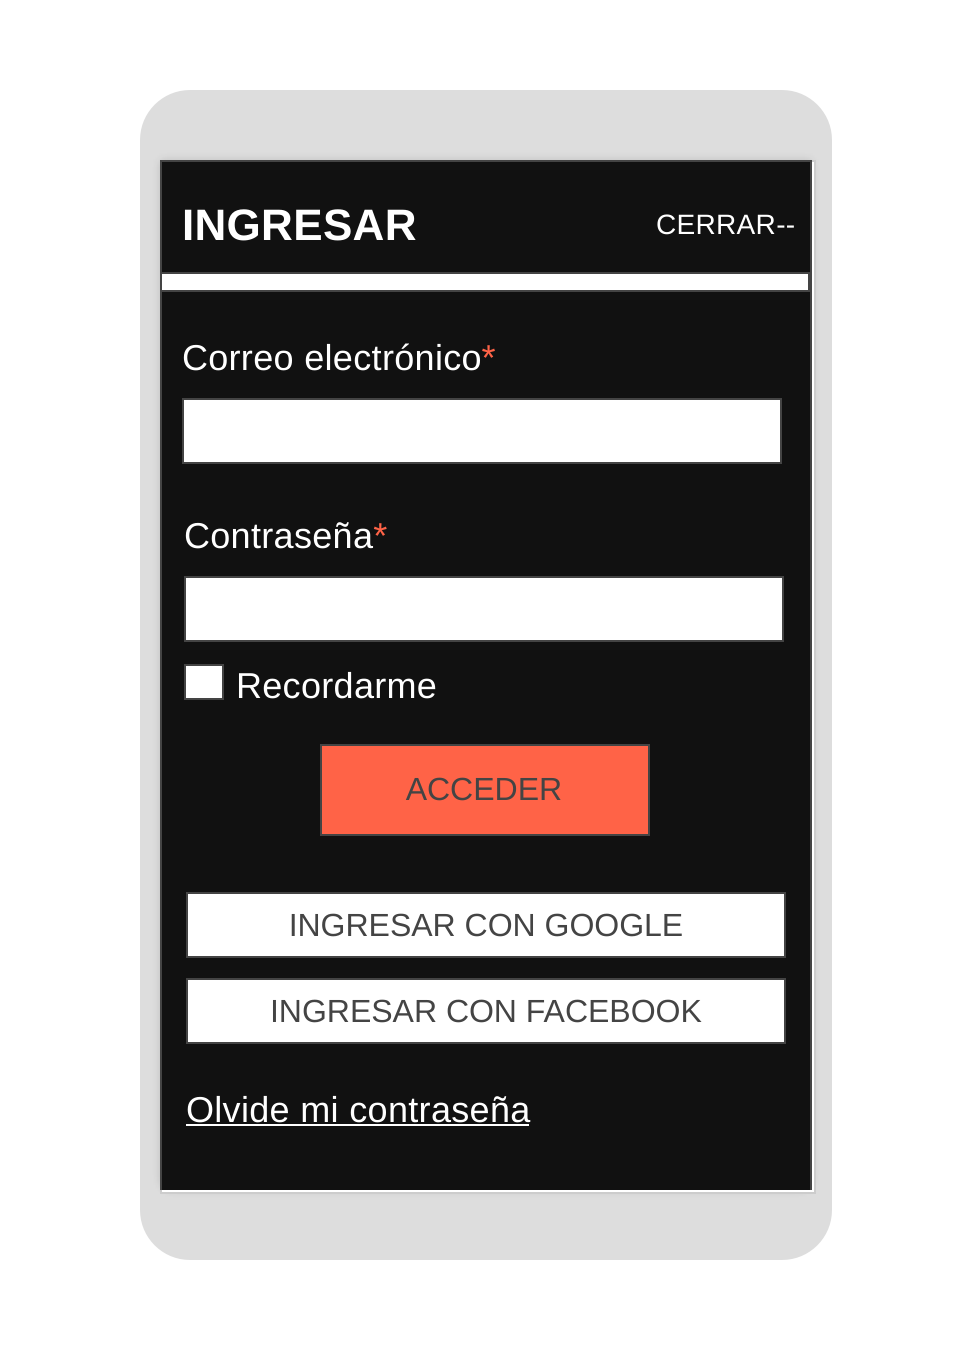 INGRESAR CERRAR--
Correo electrónico*
Contraseña*
Recordarme
ACCEDER
INGRESAR CON GOOGLE
INGRESAR CON FACEBOOK
Olvide mi contraseña